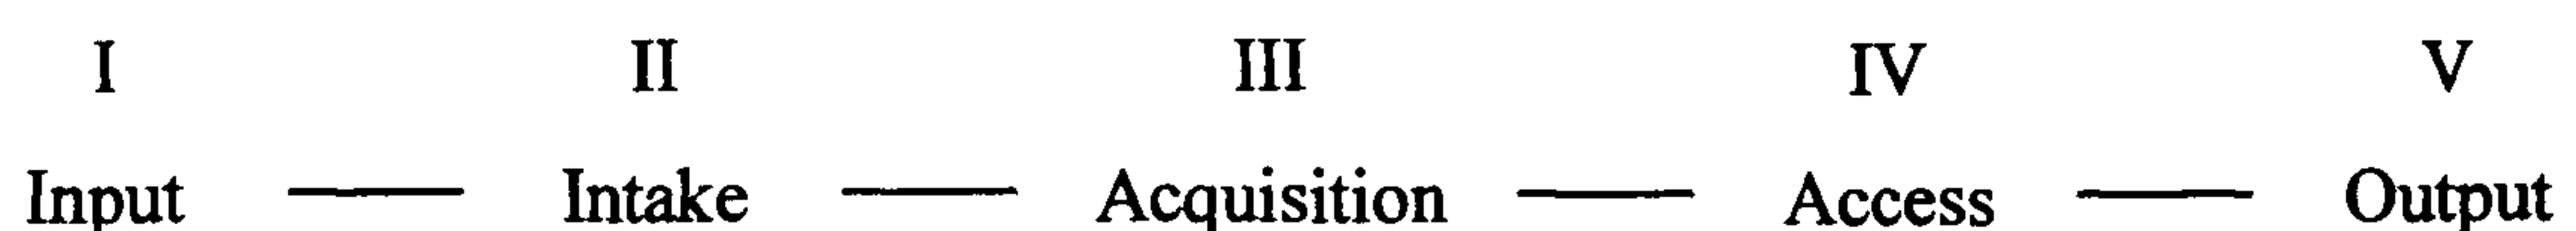 I II III IV V
Input — Intake — Acquisition — Access — Output